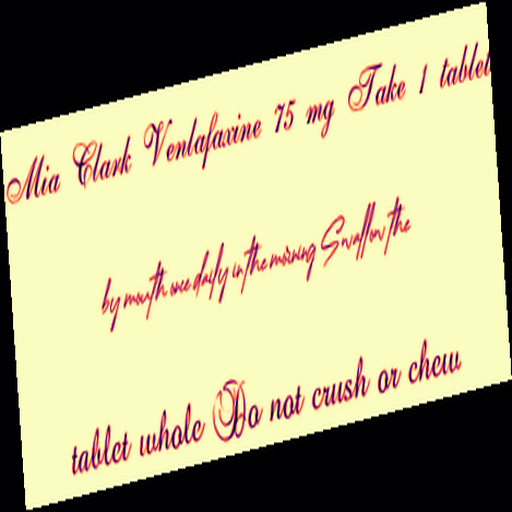 Mia Clark Venlafaxine 75 mg Take 1 tablet
by mouth once daily in the morning Swallow the
tablet whole Do not crush or chew